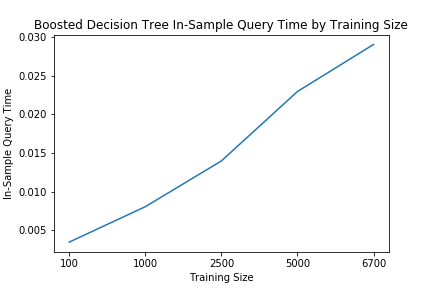 Boosted Decision Tree In-Sample Query Time by Training Size
0.030
0.025
0.020
0.015
0.010
0.005
In-Sample Query Time
100 1000 2500 5000 6700
Training Size